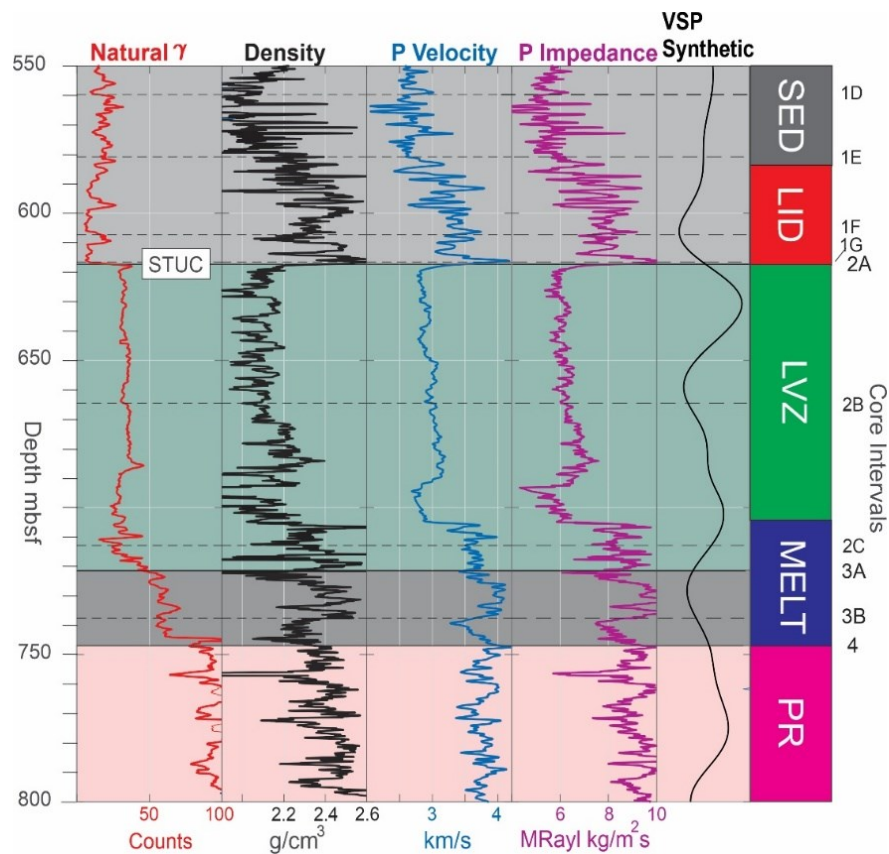 VSP
Natural γ Density P Velocity P Impedance Synthetic
550
SED
1D
1E
600
LID
1F
1G
STUC
2A
650
LVZ
2B
Depth mbsf
Core Intervals
2C
MELT
3A
3B
750
4
PR
800
50 100 2.2 2.4 2.6 3 4 6 8 10
Counts g/cm³ km/s MRayl kg/m²s